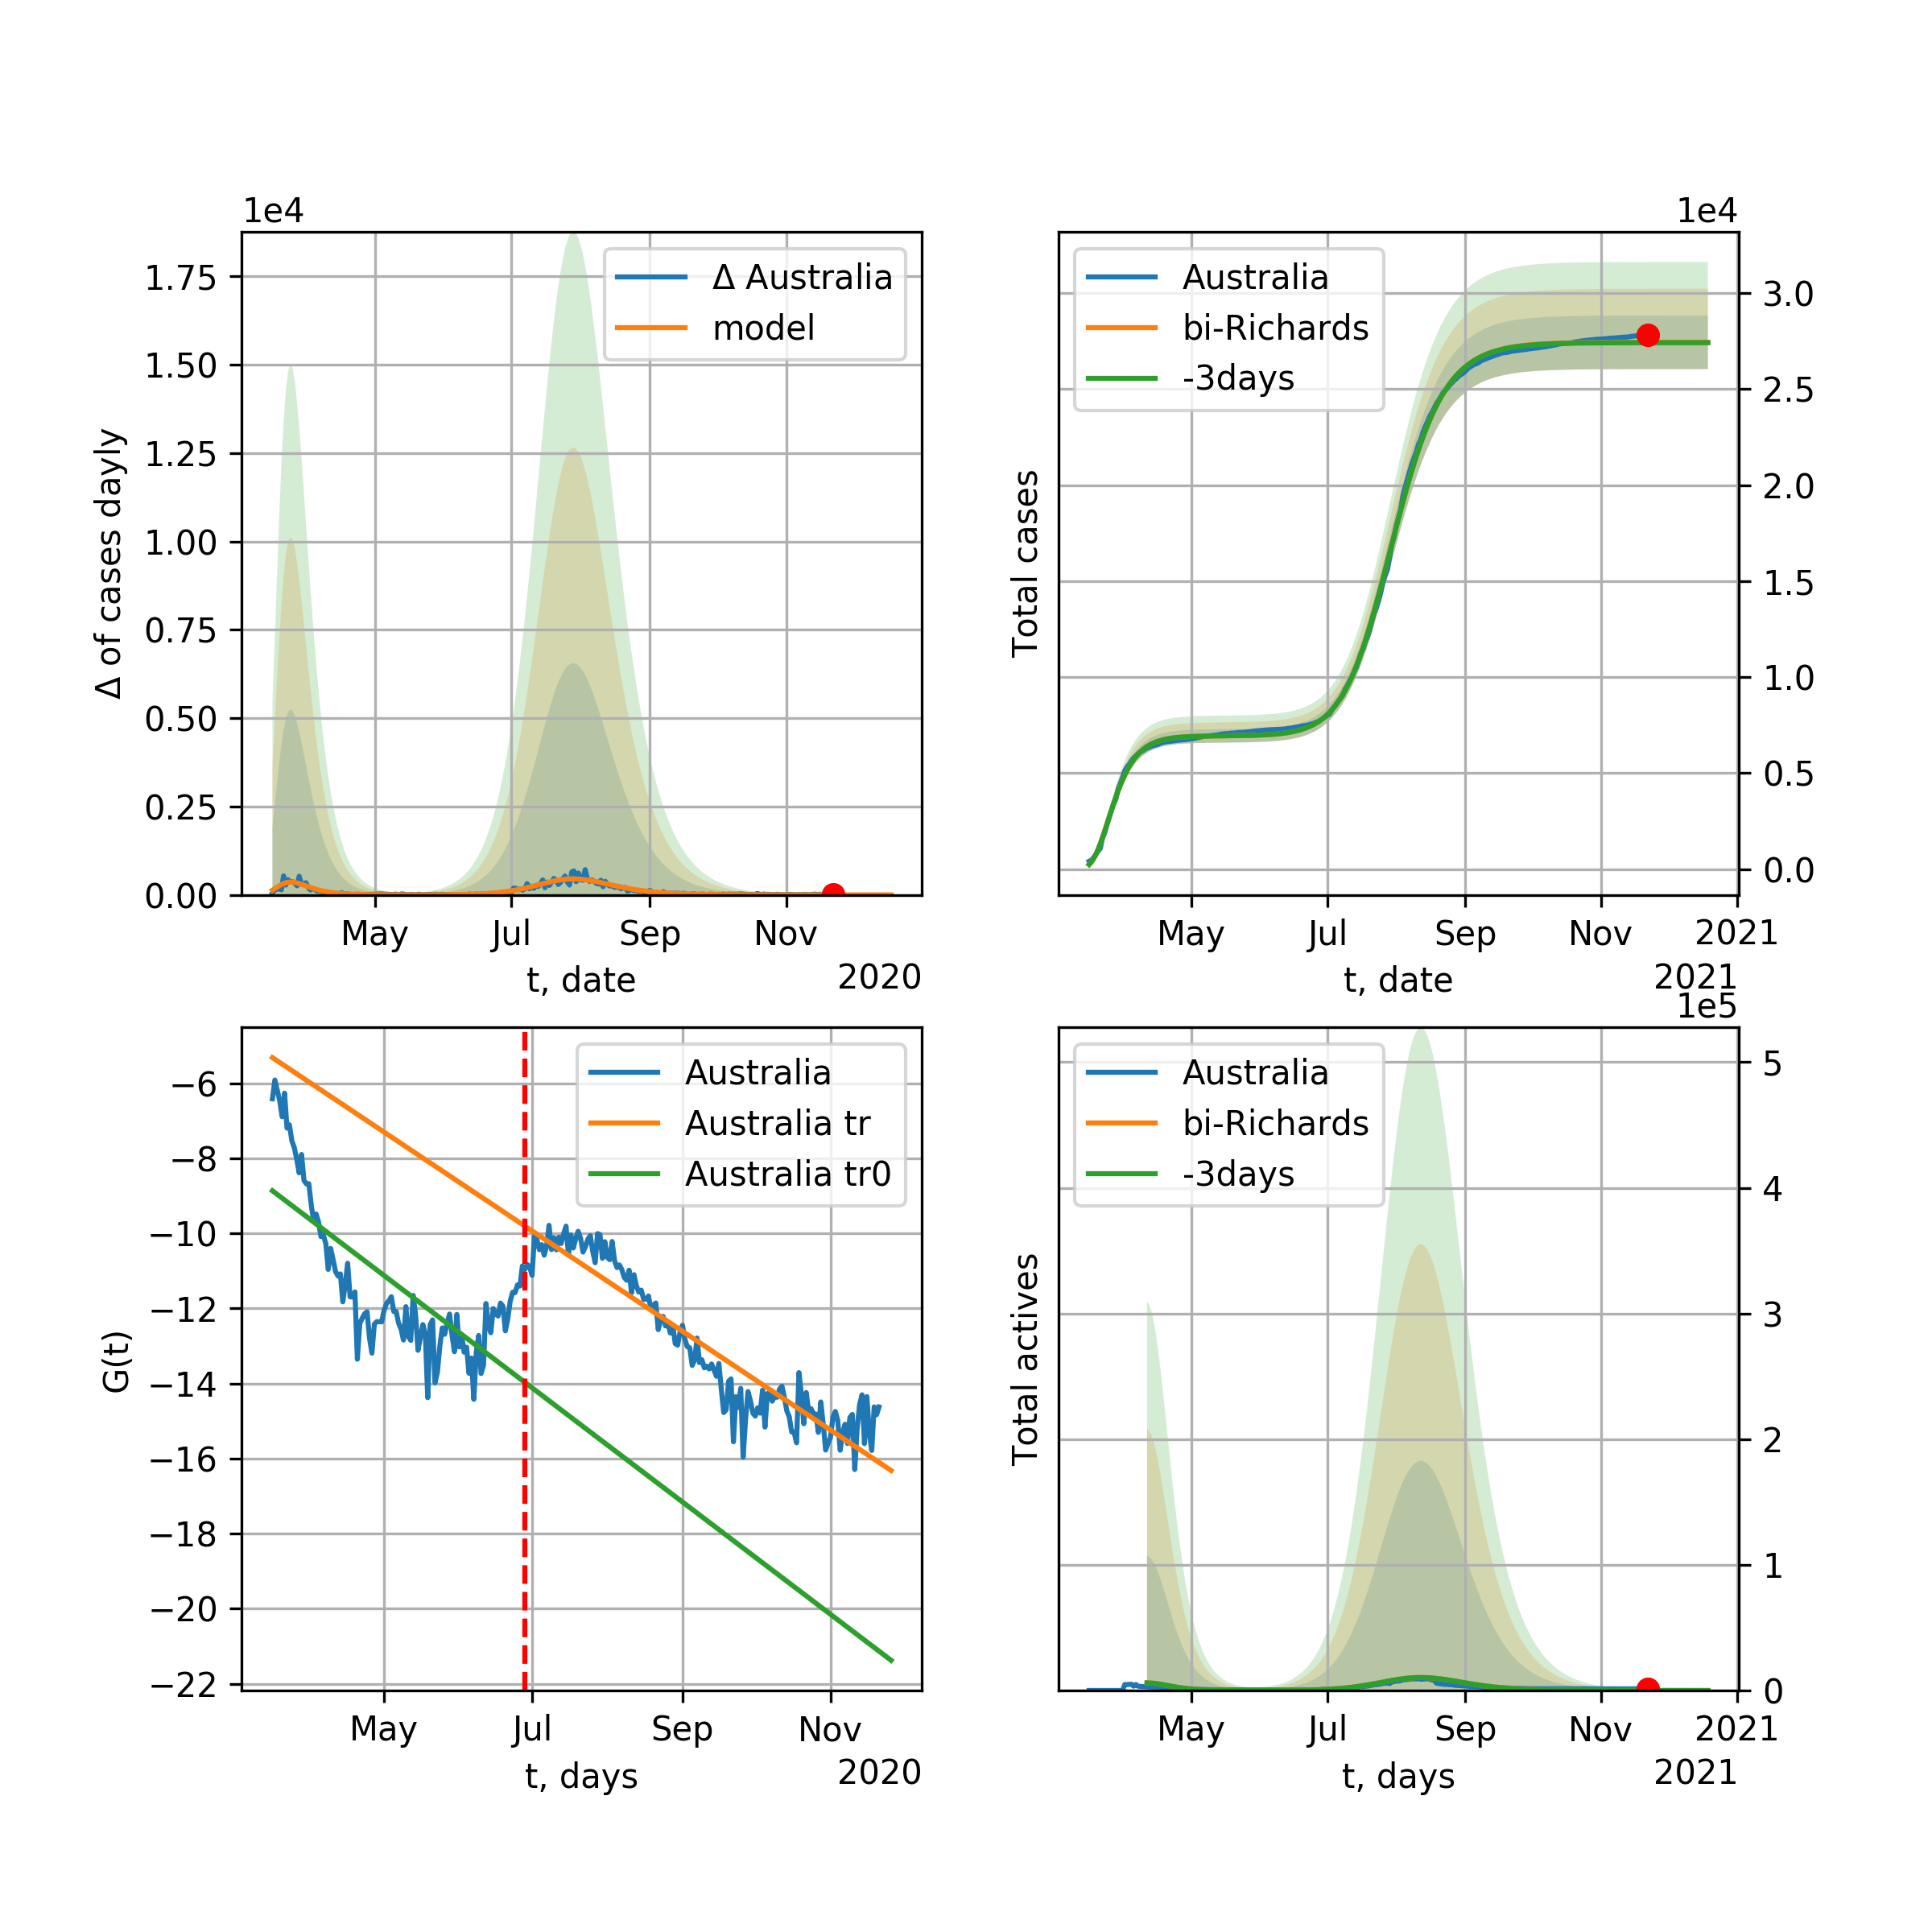 1e4
1.75
1.50
1.25
1.00
0.75
0.50
0.25
0.00
Δ of cases dayly
Δ Australia
model
May Jul Sep Nov
t, date
2020
1e4
Australia
bi-Richards
-3days
Total cases
3.0
2.5
2.0
1.5
1.0
0.5
0.0
May Jul Sep Nov 2021
t, date
2021
−6
−8
−10
−12
−14
−16
−18
−20
−22
G(t)
Australia
Australia tr
Australia tr0
May Jul Sep Nov
t, days
2020
1e5
Australia
bi-Richards
-3days
Total actives
5
4
3
2
1
0
May Jul Sep Nov 2021
t, days
2021